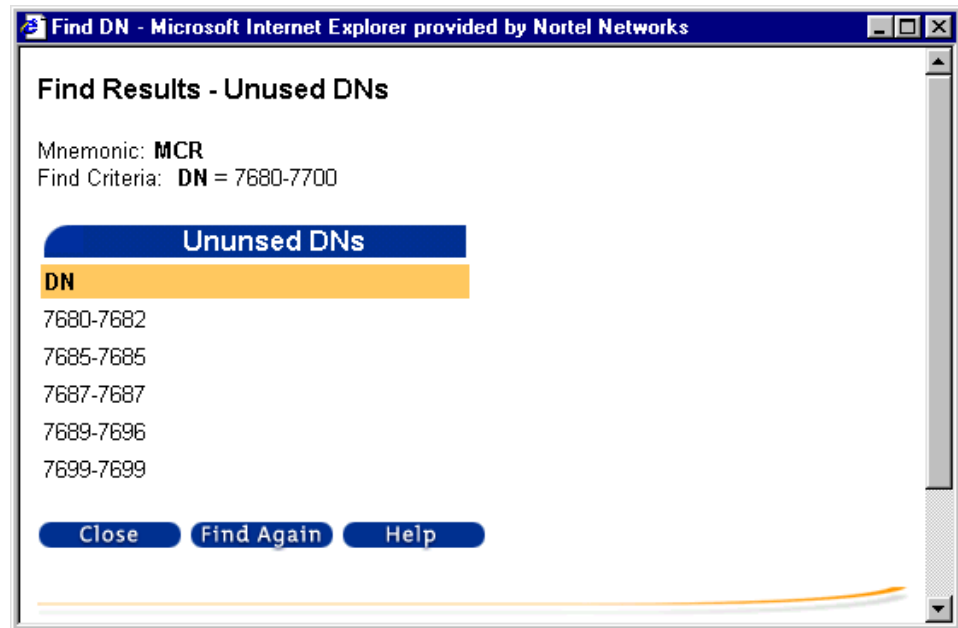 Find DN - Microsoft Internet Explorer provided by Nortel Networks
Find Results - Unused DNs
Mnemonic: MCR
Find Criteria: DN = 7680-7700
Ununsed DNs
DN
7680-7682
7685-7685
7687-7687
7689-7696
7699-7699
Close Find Again Help